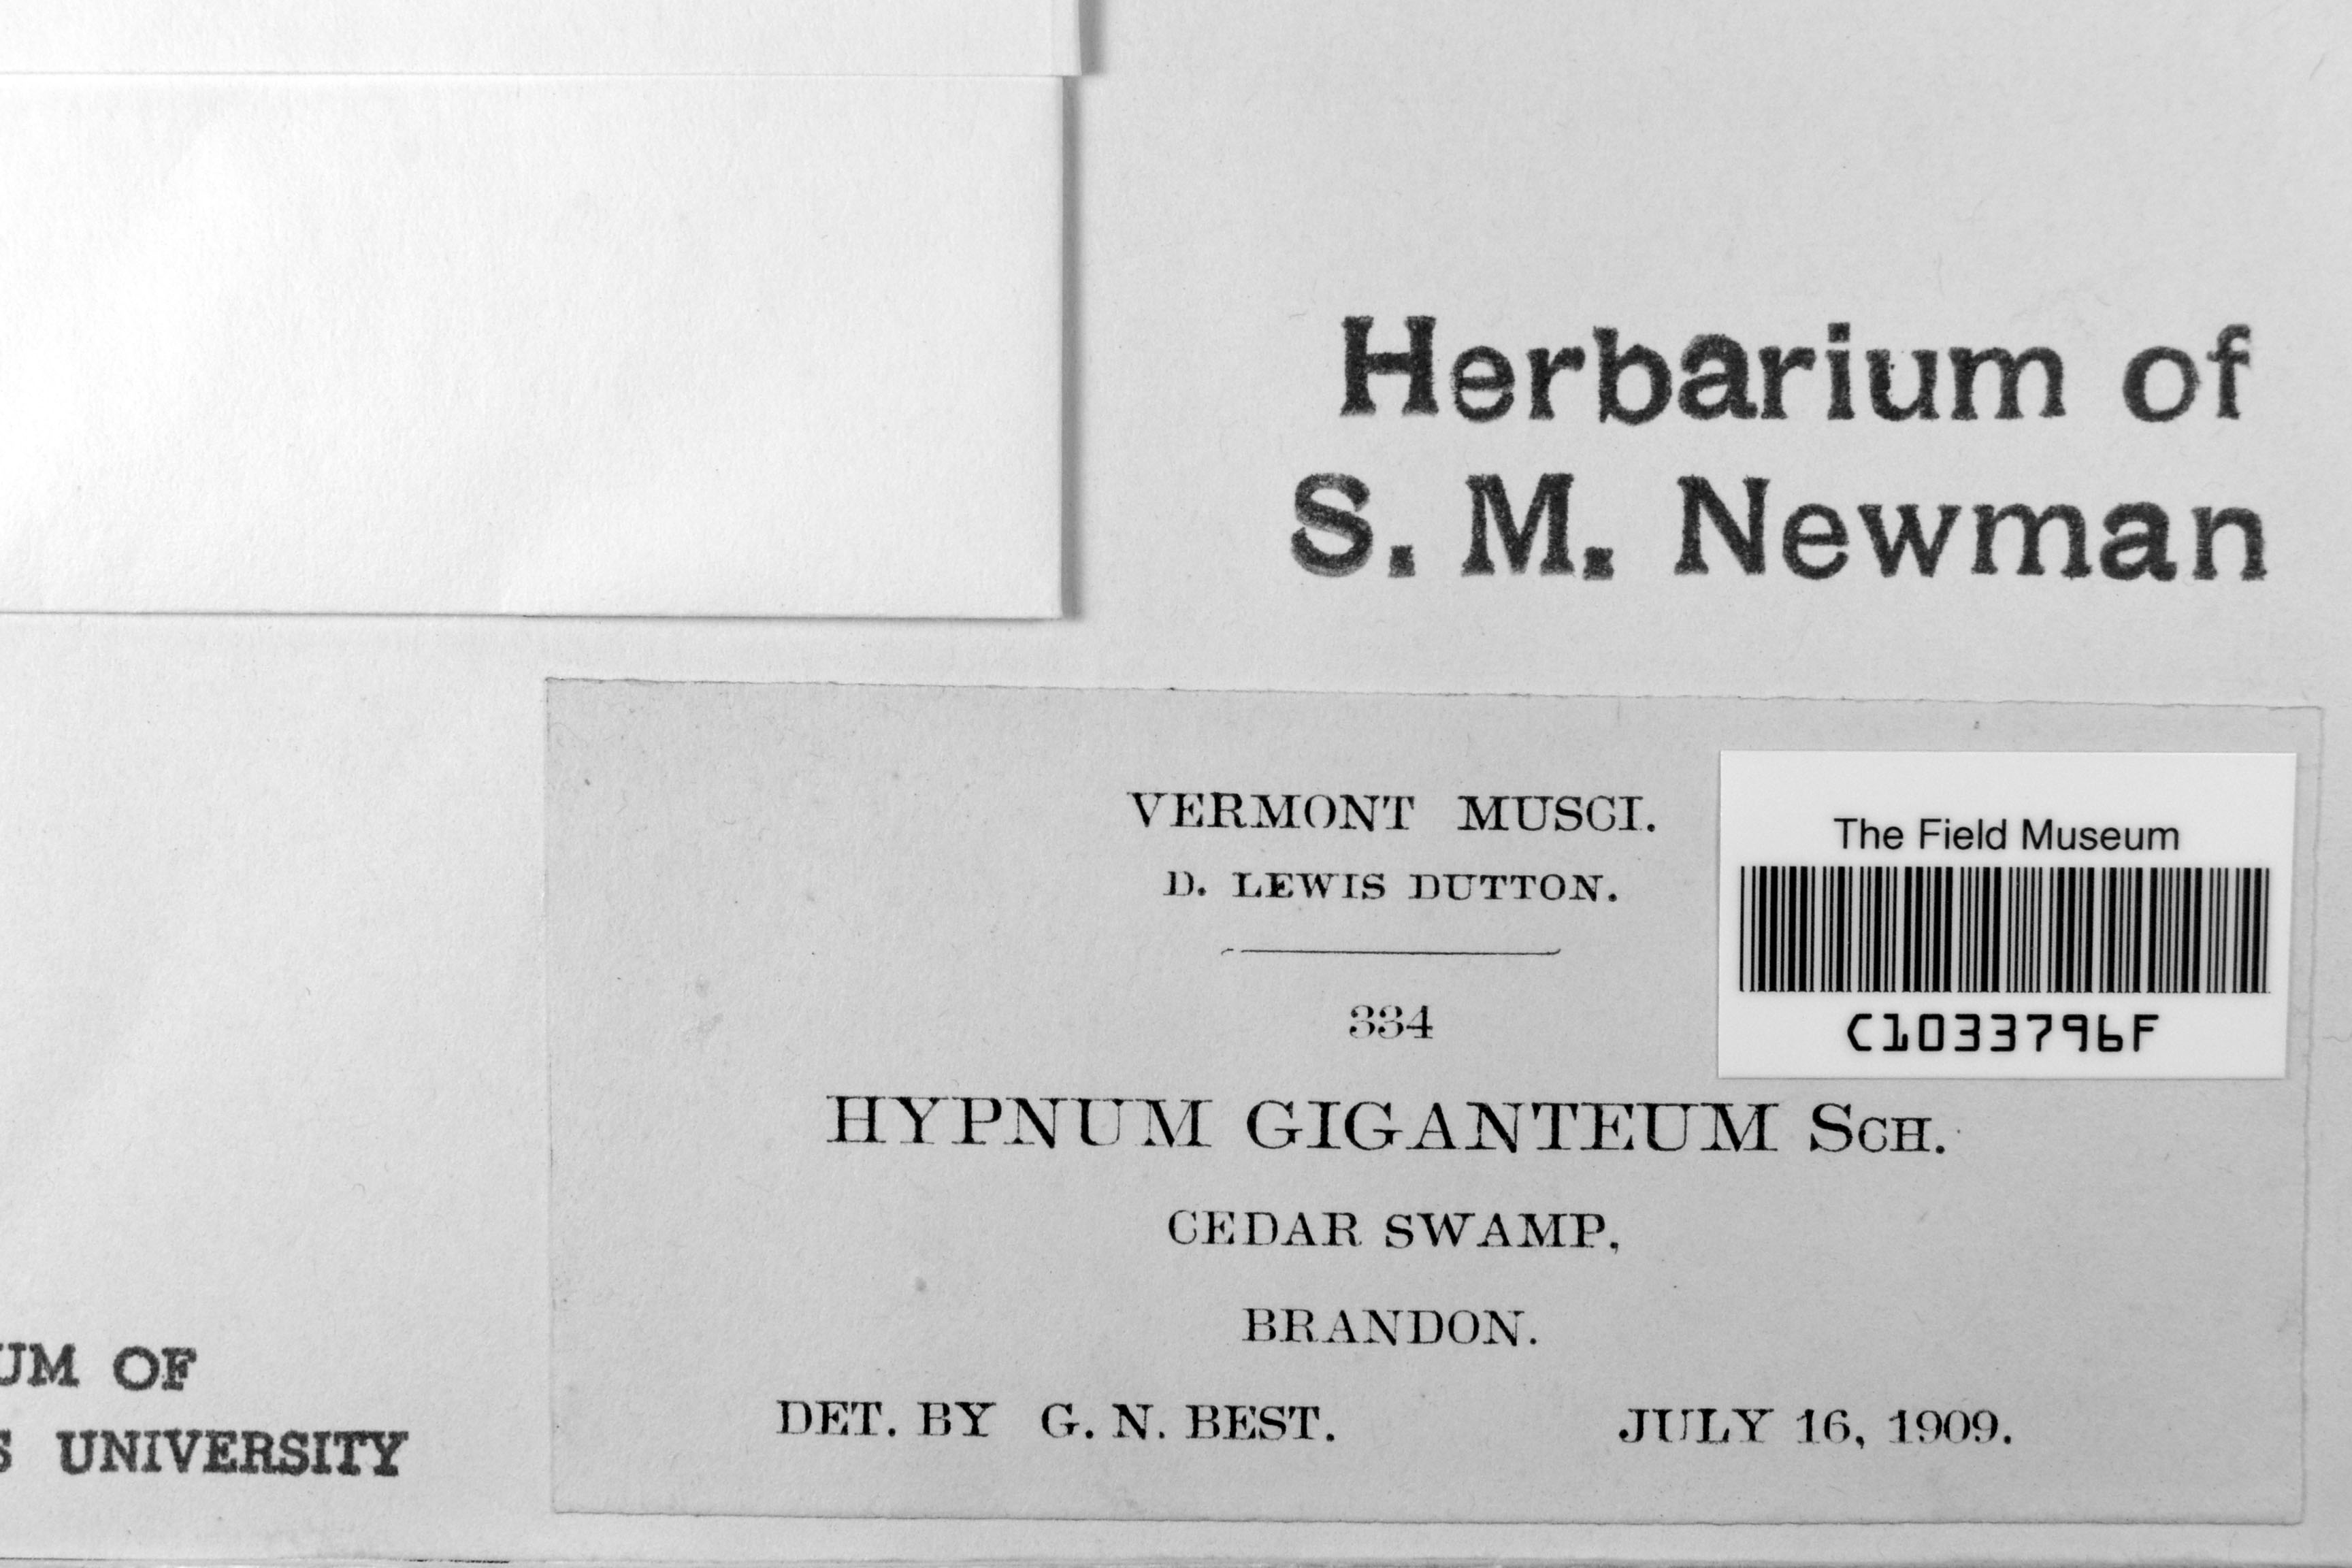 Herbarium of
S. M. Newman
VERMONT MUSCI.
D. LEWIS DUTTON.
The Field Museum
C1033796F
334
HYPNUM GIGANTEUM SCH.
CEDAR SWAMP,
BRANDON.
DET. BY G. N. BEST. JULY 16, 1909.
UM OF
S UNIVERSITY